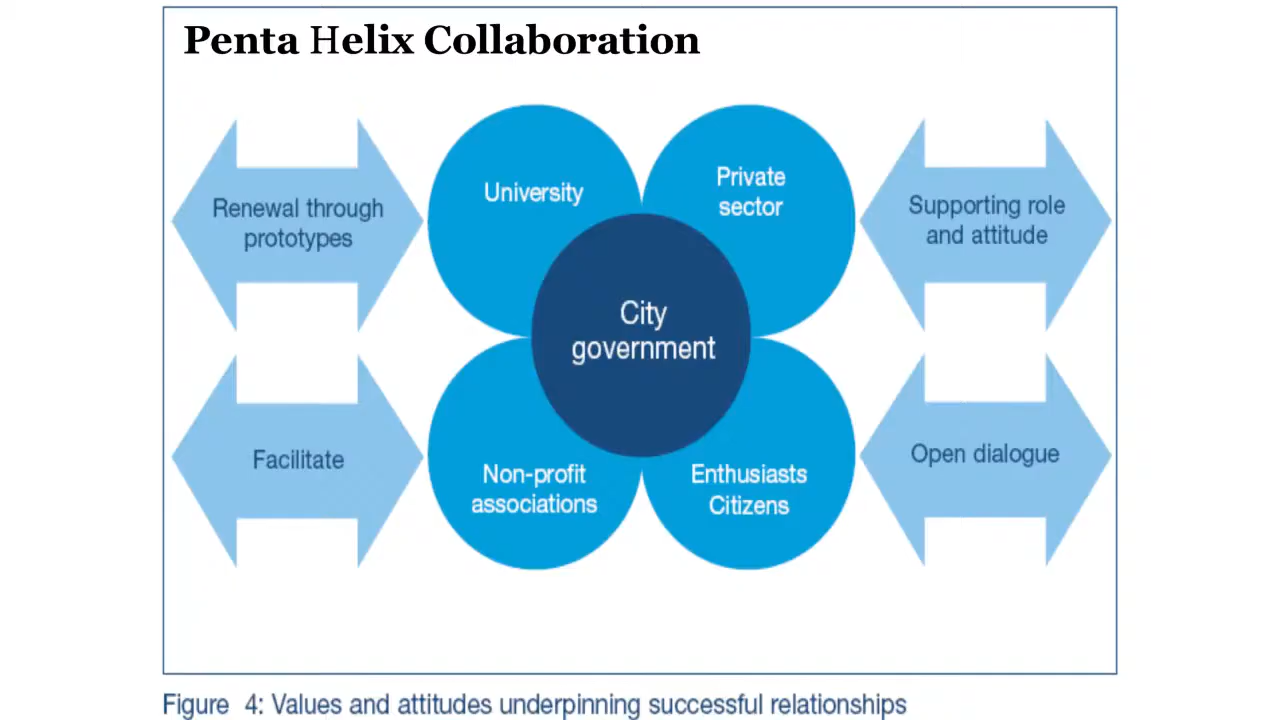 Penta Helix Collaboration
University
Private
sector
Renewal through
prototypes
Supporting role
and attitude
City
government
Facilitate
Open dialogue
Non-profit
associations
Enthusiasts
Citizens
Figure 4: Values and attitudes underpinning successful relationships